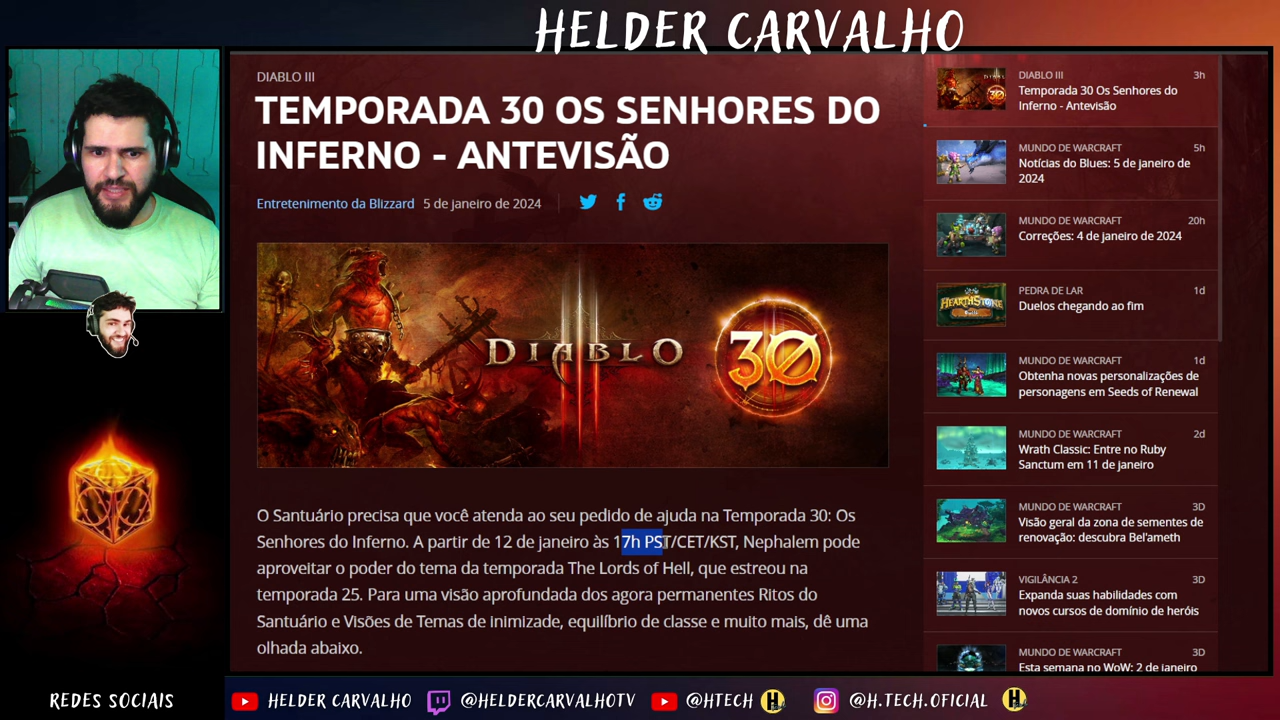 HELDER CARVALHO
DIABLO III
TEMPORADA 30 OS SENHORES DO
INFERNO - ANTEVISÃO
Entretenimento da Blizzard 5 de janeiro de 2024
DIABLO III
30
O Santuário precisa que você atenda ao seu pedido de ajuda na Temporada 30: Os
Senhores do Inferno. A partir de 12 de janeiro às 17h PST/CET/KST, Nephalem pode
aproveitar o poder do tema da temporada The Lords of Hell, que estreou na
temporada 25. Para uma visão aprofundada dos agora permanentes Ritos do
Santuário e Visões de Temas de inimizade, equilíbrio de classe e muito mais, dê uma
olhada abaixo.
DIABLO III 3h
Temporada 30 Os Senhores do
Inferno - Antevisão
30
MUNDO DE WARCRAFT 5h
Notícias do Blues: 5 de janeiro de
2024
MUNDO DE WARCRAFT 20h
Correções: 4 de janeiro de 2024
PEDRA DE LAR 1d
Duelos chegando ao fim
HEARTHSTONE
MUNDO DE WARCRAFT 1d
Obtenha novas personalizações de
personagens em Seeds of Renewal
MUNDO DE WARCRAFT 2d
Wrath Classic: Entre no Ruby
Sanctum em 11 de janeiro
MUNDO DE WARCRAFT 3D
Visão geral da zona de sementes de
renovação: descubra Bel'ameth
VIGILÂNCIA 2 3D
Expanda suas habilidades com
novos cursos de domínio de heróis
MUNDO DE WARCRAFT 3D
Esta semana no WoW: 2 de janeiro
REDES SOCIAIS HELDER CARVALHO @HELDERCARVALHOTV @HTECH @H.TECH.OFICIAL